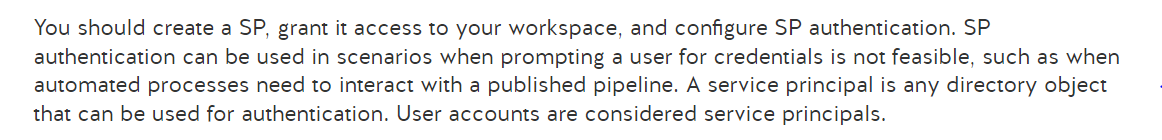 You should create a SP, grant it access to your workspace, and configure SP authentication. SP
authentication can be used in scenarios when prompting a user for credentials is not feasible, such as when
automated processes need to interact with a published pipeline. A service principal is any directory object
that can be used for authentication. User accounts are considered service principals.